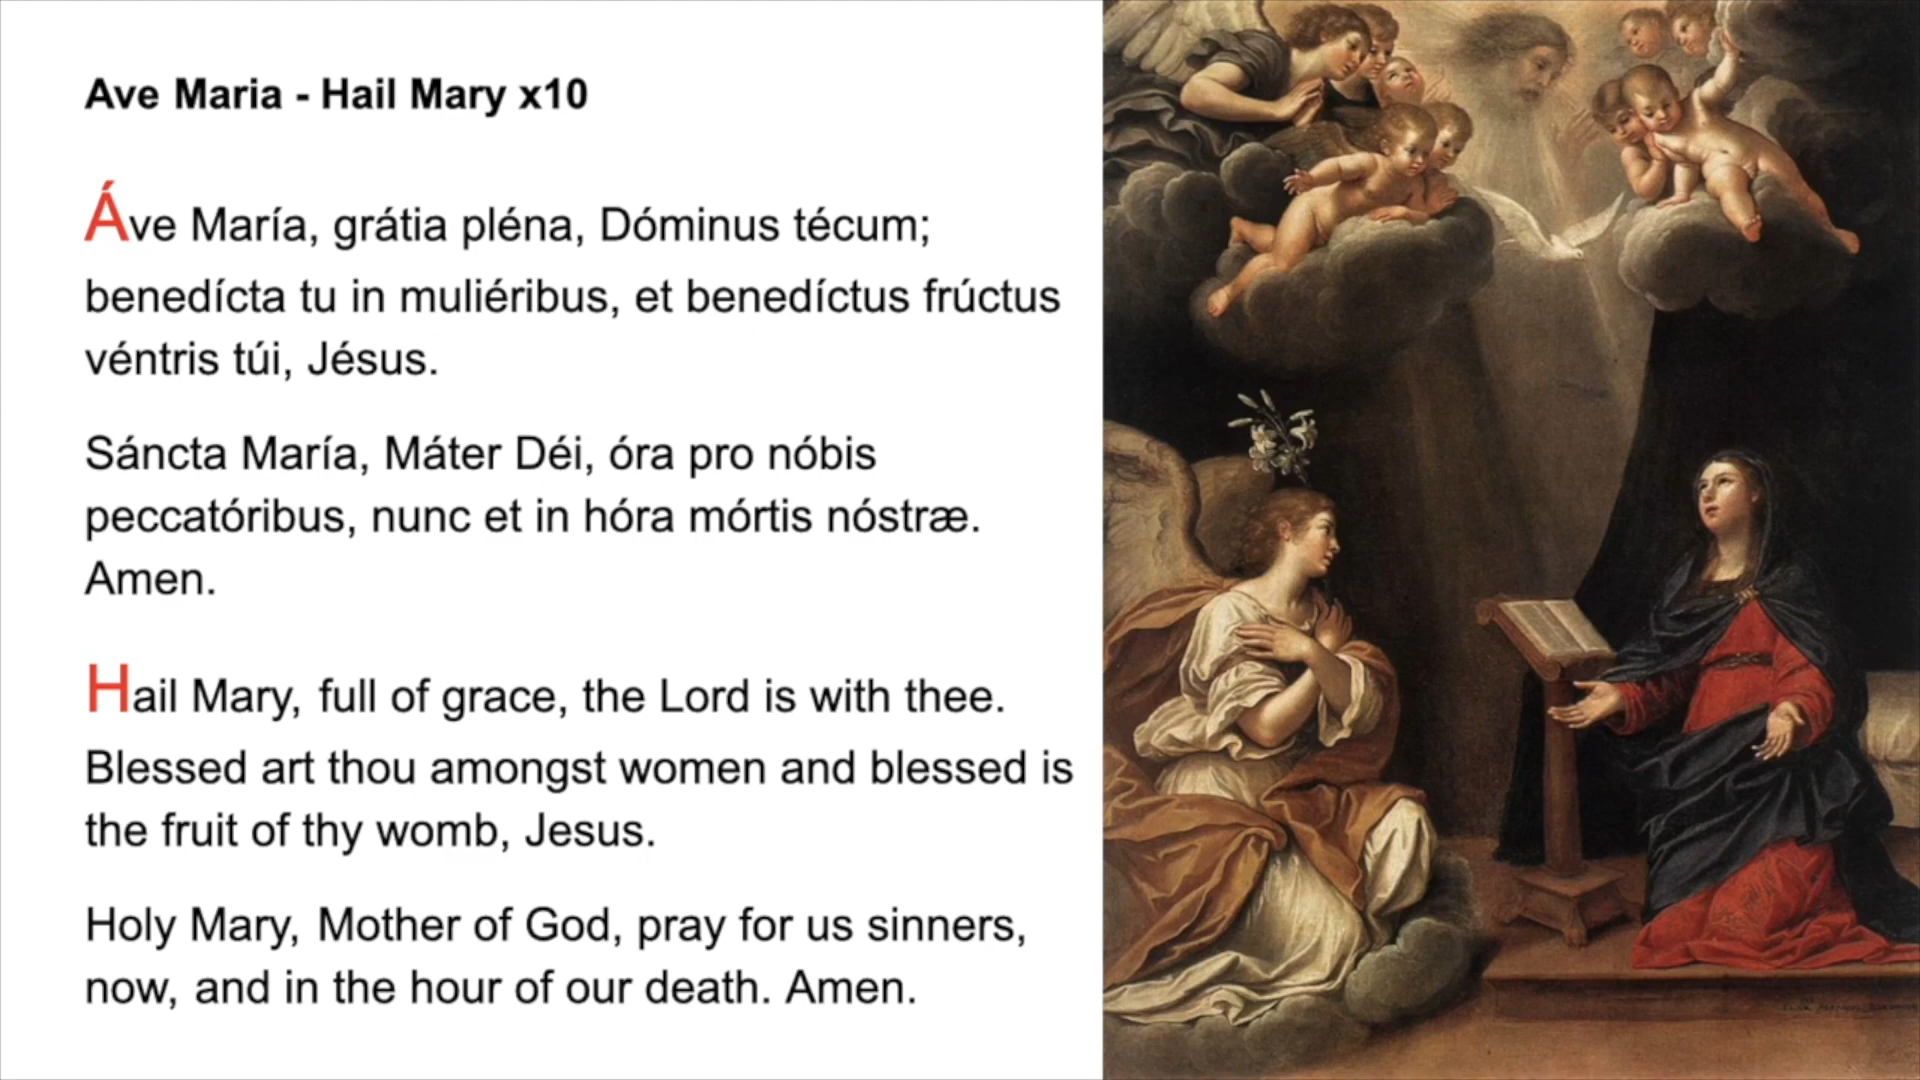 Ave Maria - Hail Mary x10
Áve María, grátia pléna, Dóminus técum;
benedícta tu in muliéribus, et benedíctus frúctus
véntris túi, Jésus.
Sáncta María, Máter Déi, óra pro nóbis
peccatóribus, nunc et in hóra mórtis nóstræ.
Amen.
Hail Mary, full of grace, the Lord is with thee.
Blessed art thou amongst women and blessed is
the fruit of thy womb, Jesus.
Holy Mary, Mother of God, pray for us sinners,
now, and in the hour of our death. Amen.